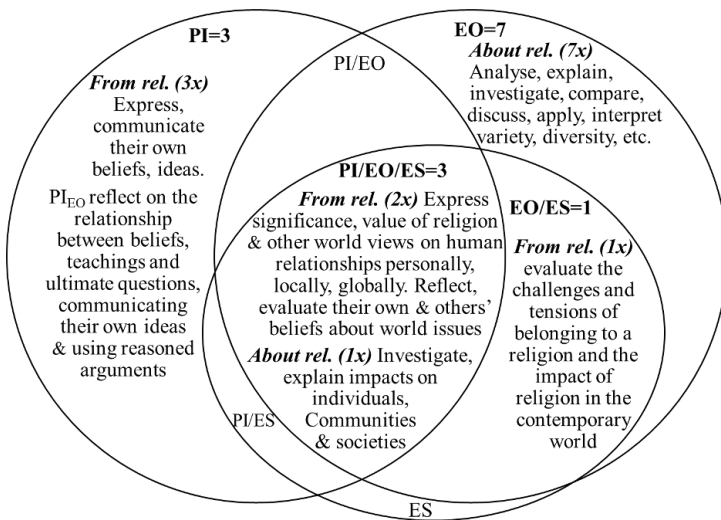 PI=3
From rel. (3x)
Express,
communicate
their own
beliefs, ideas.
PIEO reflect on the
relationship
between beliefs,
teachings and
ultimate questions,
communicating
their own ideas
& using reasoned
arguments
PI/EO
EO=7
About rel. (7x)
Analyse, explain,
investigate, compare,
discuss, apply, interpret
variety, diversity, etc.
PI/EO/ES=3
From rel. (2x) Express
significance, value of religion
& other world views on human
relationships personally,
locally, globally. Reflect,
evaluate their own & others’
beliefs about world issues
About rel. (1x) Investigate,
explain impacts on
individuals,
Communities
& societies
EO/ES=1
From rel. (1x)
evaluate the
challenges and
tensions of
belonging to a
religion and the
impact of
religion in the
contemporary
world
PI/ES
ES